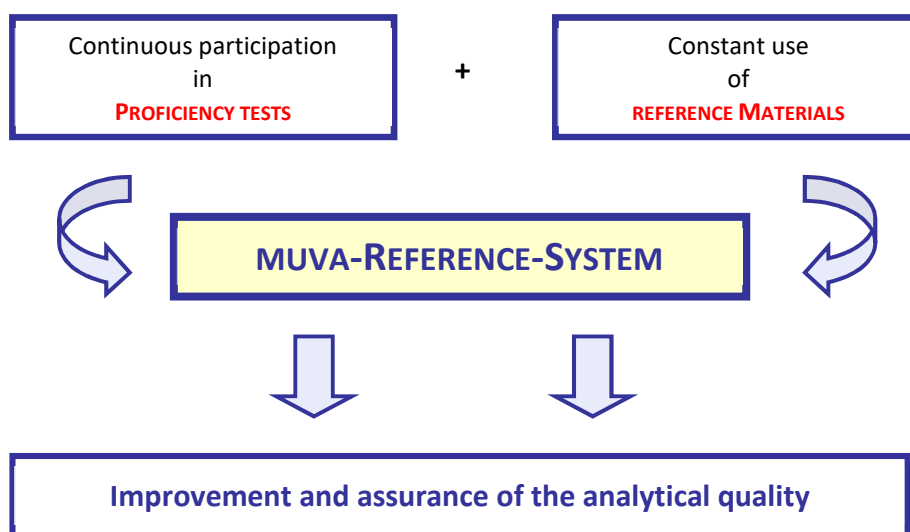 Continuous participation
in
PROFICIENCY TESTS
+
Constant use
of
REFERENCE MATERIALS
MUVA-REFERENCE-SYSTEM
Improvement and assurance of the analytical quality